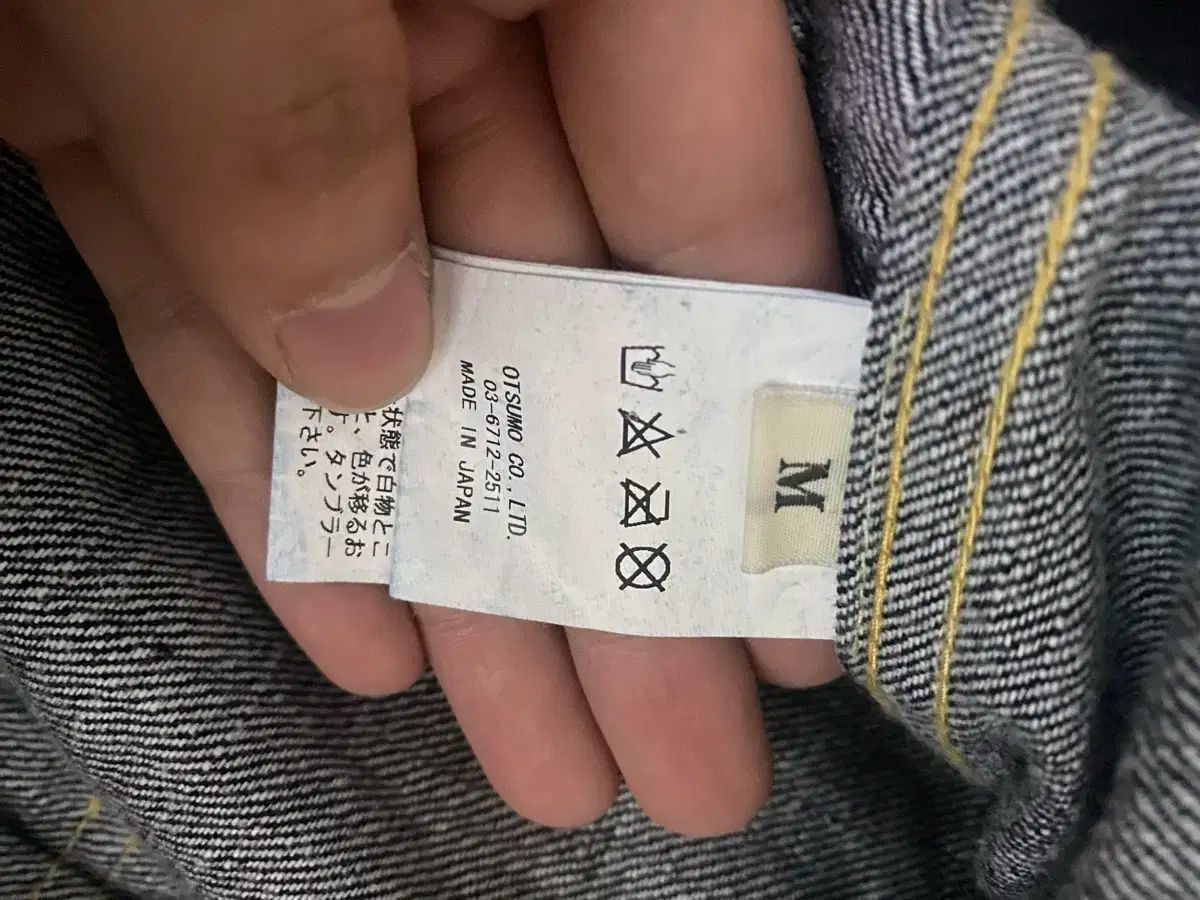 M
OTSUMO CO.,LTD.
03-6712-2511
MADE IN JAPAN
状態で白物とこ
、色が移るお
す。タンブラー
下さい。